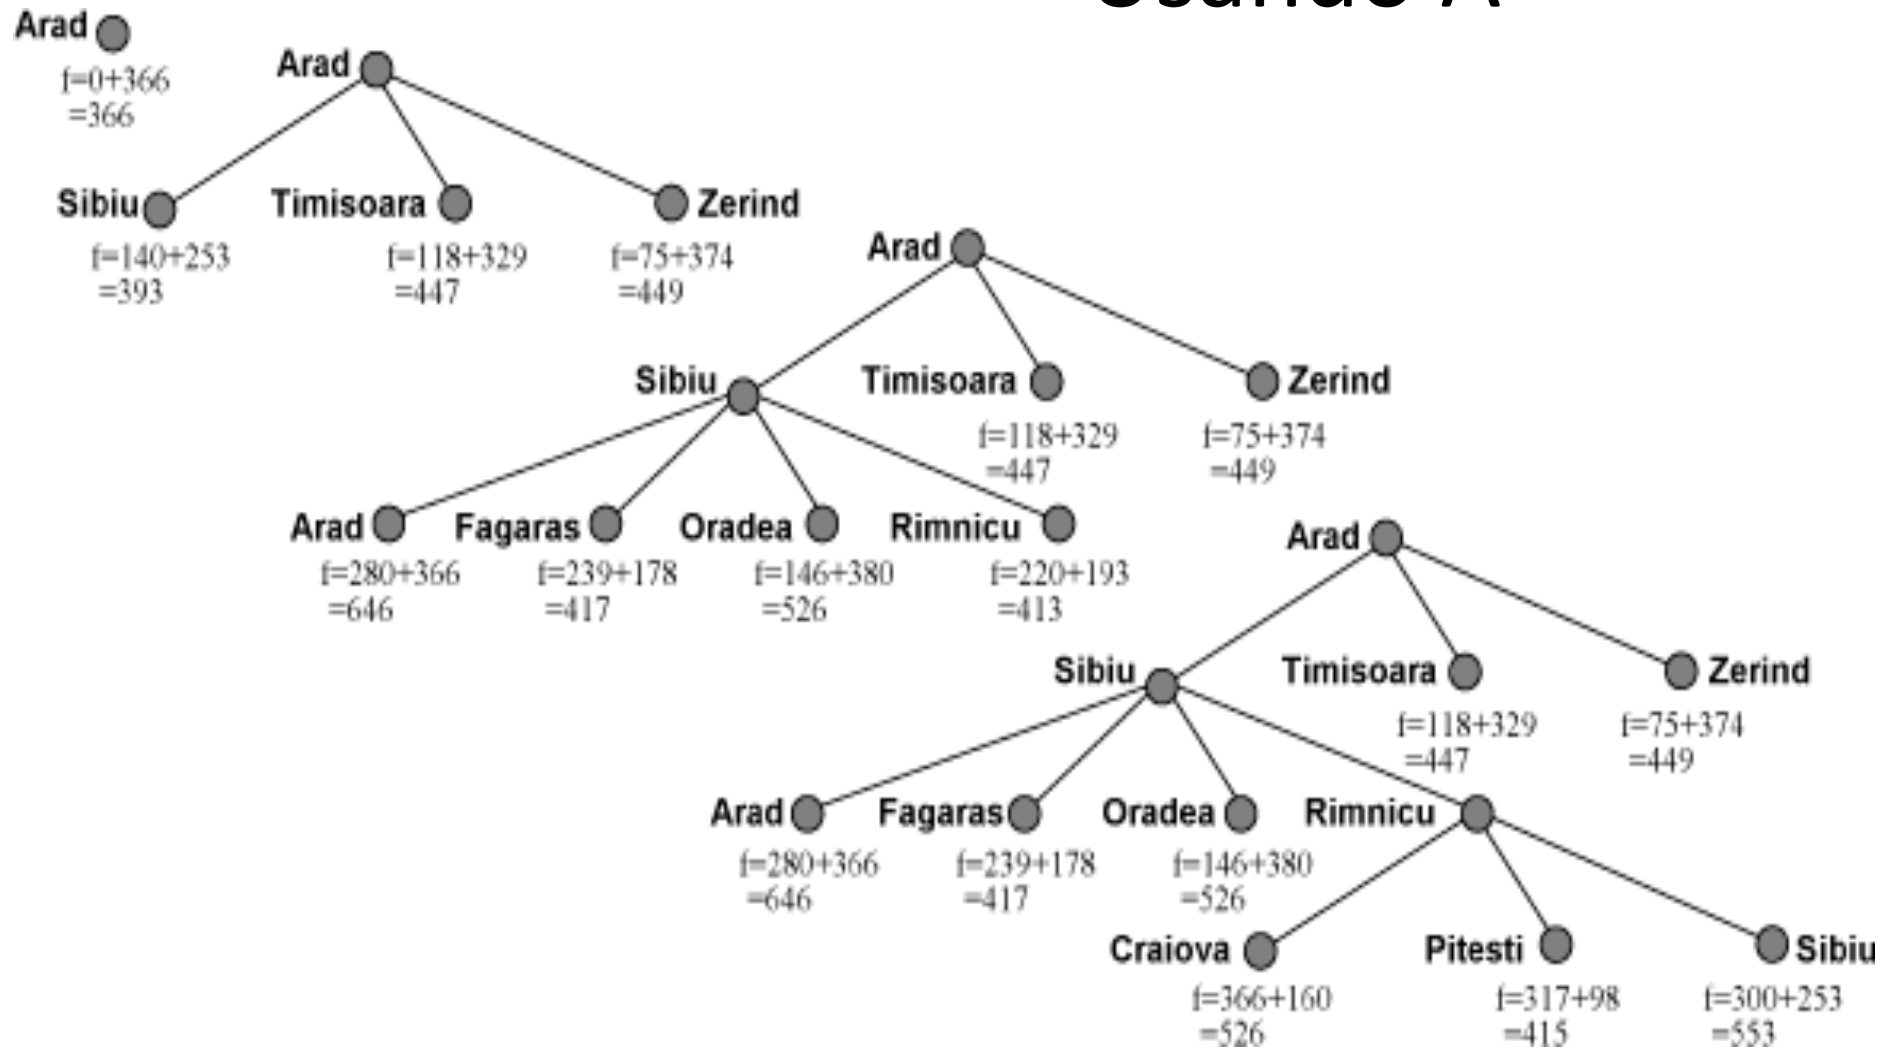 Usando A*
Arad
f=0+366
=366
Arad
Sibiu
Timisoara
Zerind
f=140+253
=393
f=118+329
=447
f=75+374
=449
Arad
Sibiu
Timisoara
Zerind
f=118+329
=447
f=75+374
=449
Arad
Fagaras
Oradea
Rimnicu
f=280+366
=646
f=239+178
=417
f=146+380
=526
f=220+193
=413
Arad
Sibiu
Timisoara
Zerind
f=118+329
=447
f=75+374
=449
Arad
Fagaras
Oradea
Rimnicu
f=280+366
=646
f=239+178
=417
f=146+380
=526
Craiova
Pitesti
Sibiu
f=366+160
=526
f=317+98
=415
f=300+253
=553